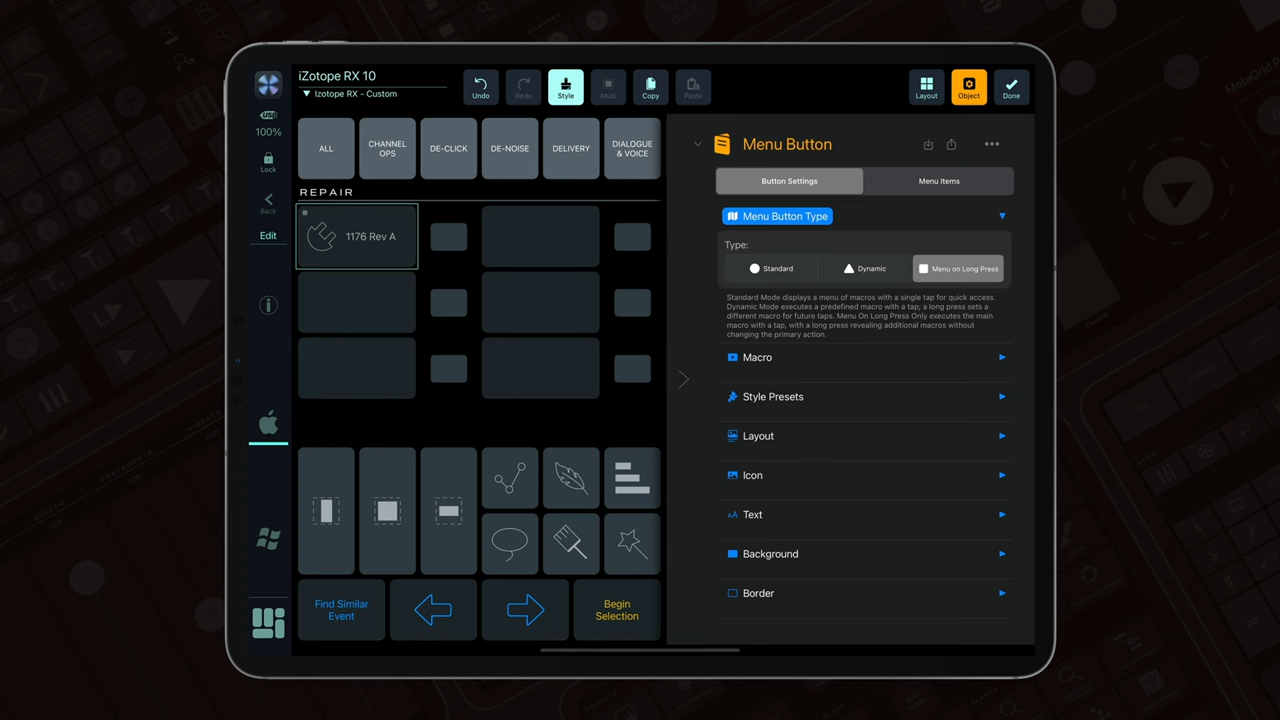 iZotope RX 10
Izotope RX - Custom
Undo
Redo
Style
Multi
Copy
Paste
Layout
Object
Done
USB
100%
Lock
Back
Edit
ALL
CHANNEL
OPS
DE-CLICK
DE-NOISE
DELIVERY
DIALOGUE
& VOICE
REPAIR
1176 Rev A
Find Similar
Event
Begin
Selection
Menu Button
Button Settings
Menu Items
Menu Button Type
Type:
Standard
Dynamic
Menu on Long Press
Standard Mode displays a menu of macros with a single tap for quick access.
Dynamic Mode executes a predefined macro with a tap; a long press sets a
different macro for future taps. Menu On Long Press Only executes the main
macro with a tap, with a long press revealing additional macros without
changing the primary action.
Macro
Style Presets
Layout
Icon
AA Text
Background
Border